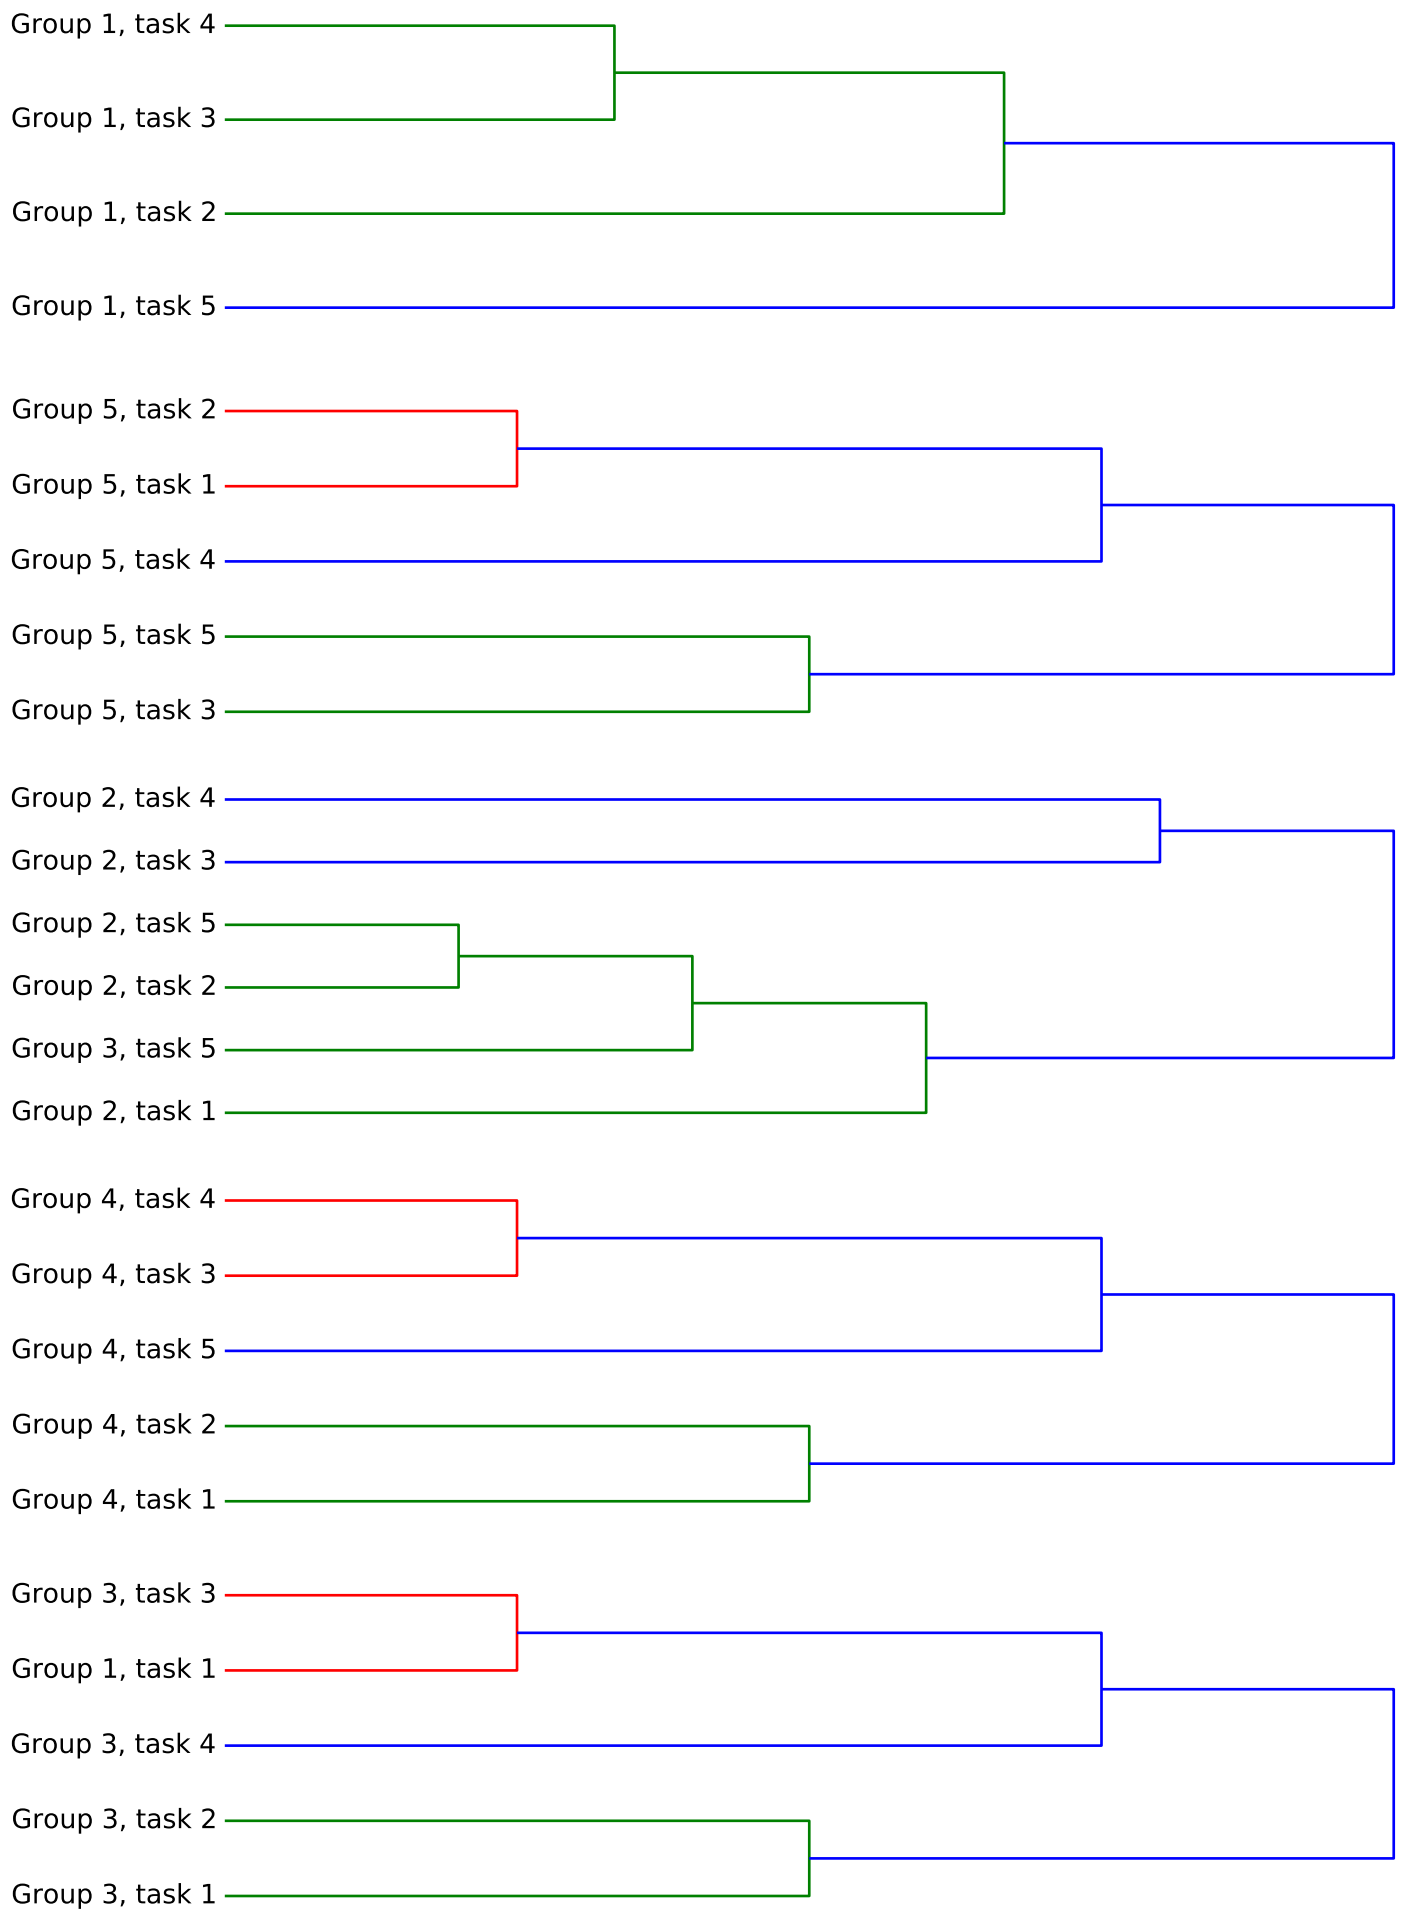 Group 1, task 4
Group 1, task 3
Group 1, task 2
Group 1, task 5
Group 5, task 2
Group 5, task 1
Group 5, task 4
Group 5, task 5
Group 5, task 3
Group 2, task 4
Group 2, task 3
Group 2, task 5
Group 2, task 2
Group 3, task 5
Group 2, task 1
Group 4, task 4
Group 4, task 3
Group 4, task 5
Group 4, task 2
Group 4, task 1
Group 3, task 3
Group 1, task 1
Group 3, task 4
Group 3, task 2
Group 3, task 1